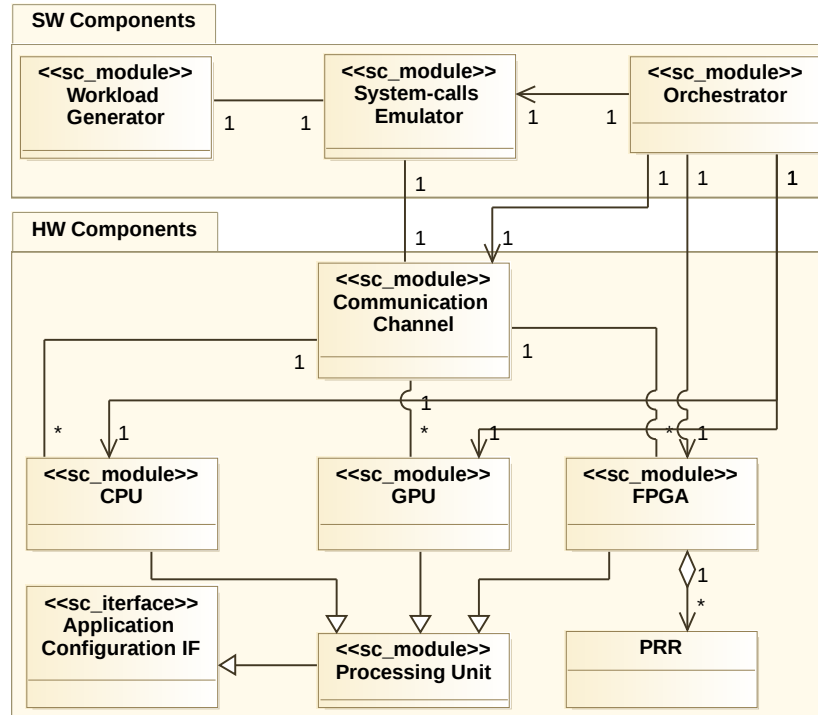 SW Components
<<sc_module>>
Workload
Generator
<<sc_module>>
System-calls
Emulator
<<sc_module>>
Orchestrator
1
1
1
1
1
1
1
1
HW Components
1
1
<<sc_module>>
Communication
Channel
1
1
1
*
1
*
1
*
1
<<sc_module>>
CPU
<<sc_module>>
GPU
<<sc_module>>
FPGA
1
*
<<sc_iterface>>
Application
Configuration IF
<<sc_module>>
Processing Unit
PRR